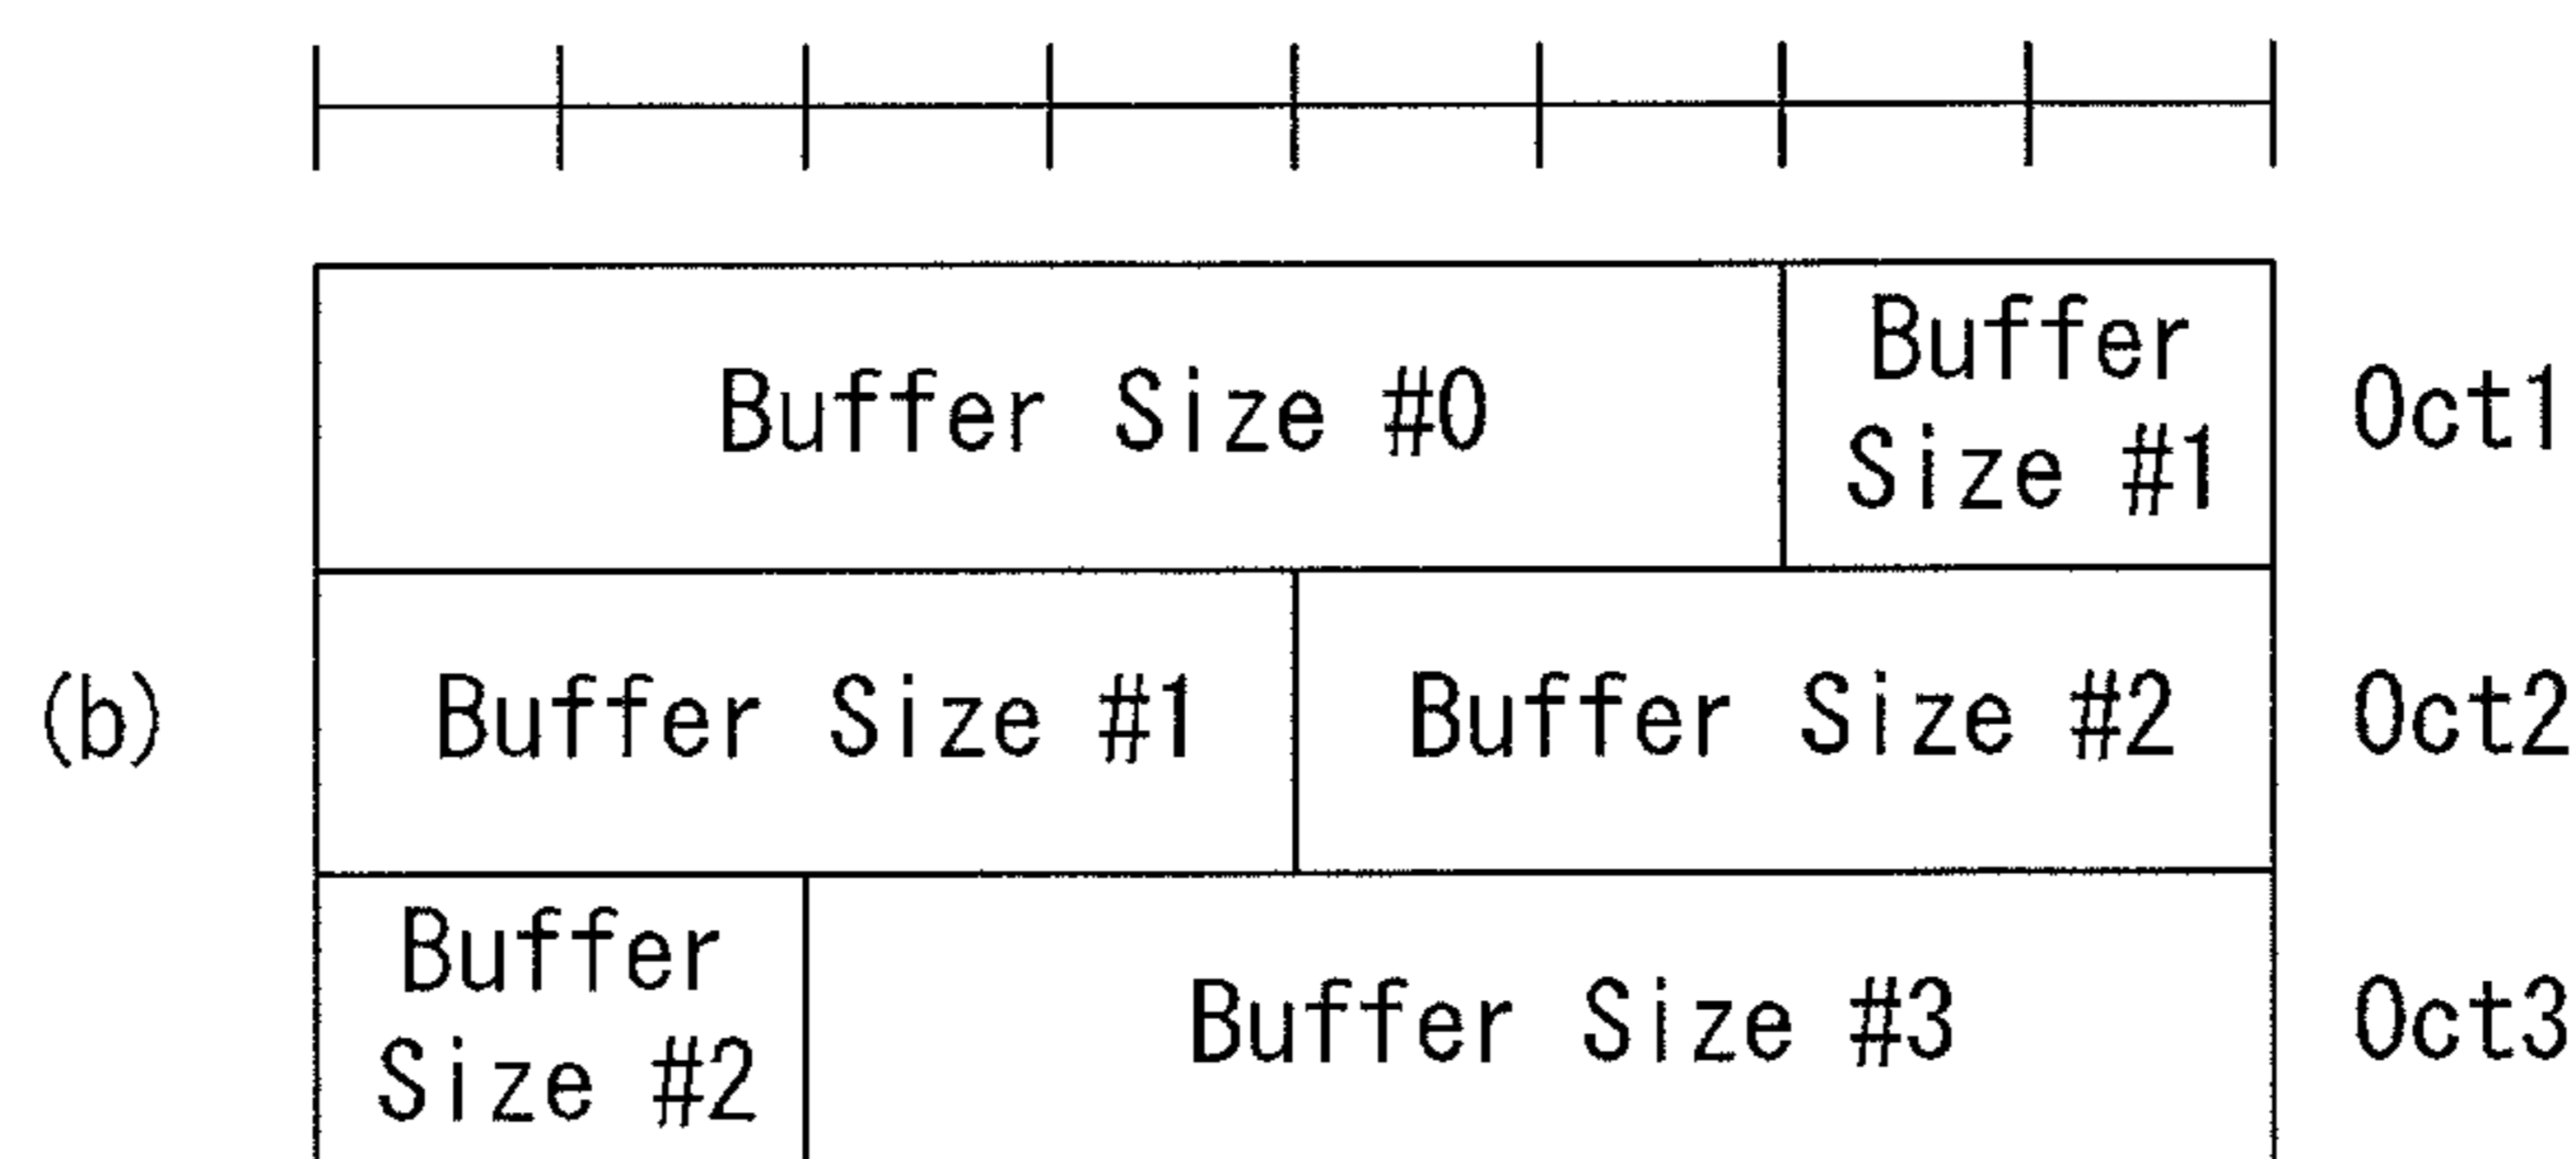 Buffer Size #0
Buffer
Size #1
Oct1
(b)
Buffer Size #1
Buffer Size #2
Oct2
Buffer
Size #2
Buffer Size #3
Oct3